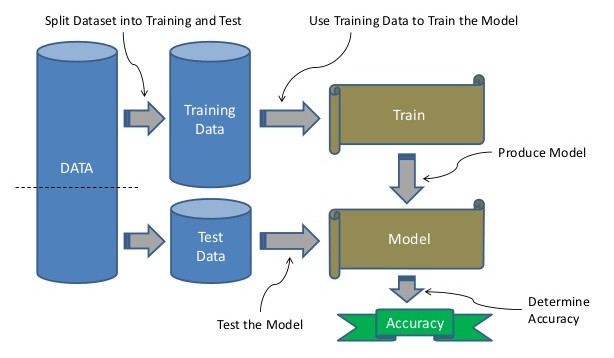 Split Dataset into Training and Test
Use Training Data to Train the Model
DATA
Training
Data
Train
Produce Model
Test
Data
Model
Test the Model
Determine
Accuracy
Accuracy